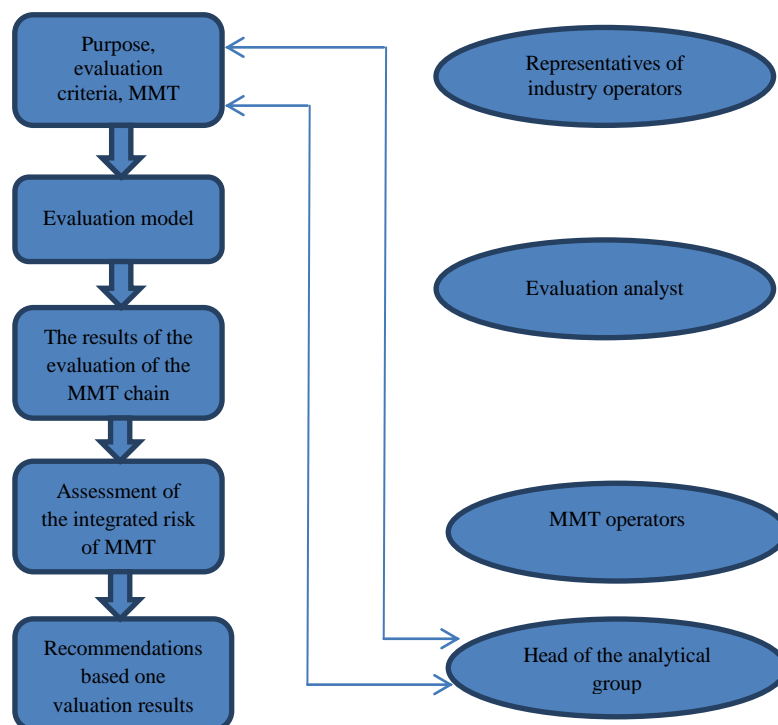 Purpose,
evaluation
criteria, MMT
Representatives of
industry operators
Evaluation model
Evaluation analyst
The results of the
evaluation of the
MMT chain
Assessment of
the integrated risk
of MMT
MMT operators
Recommendations
based one
valuation results
Head of the analytical
group